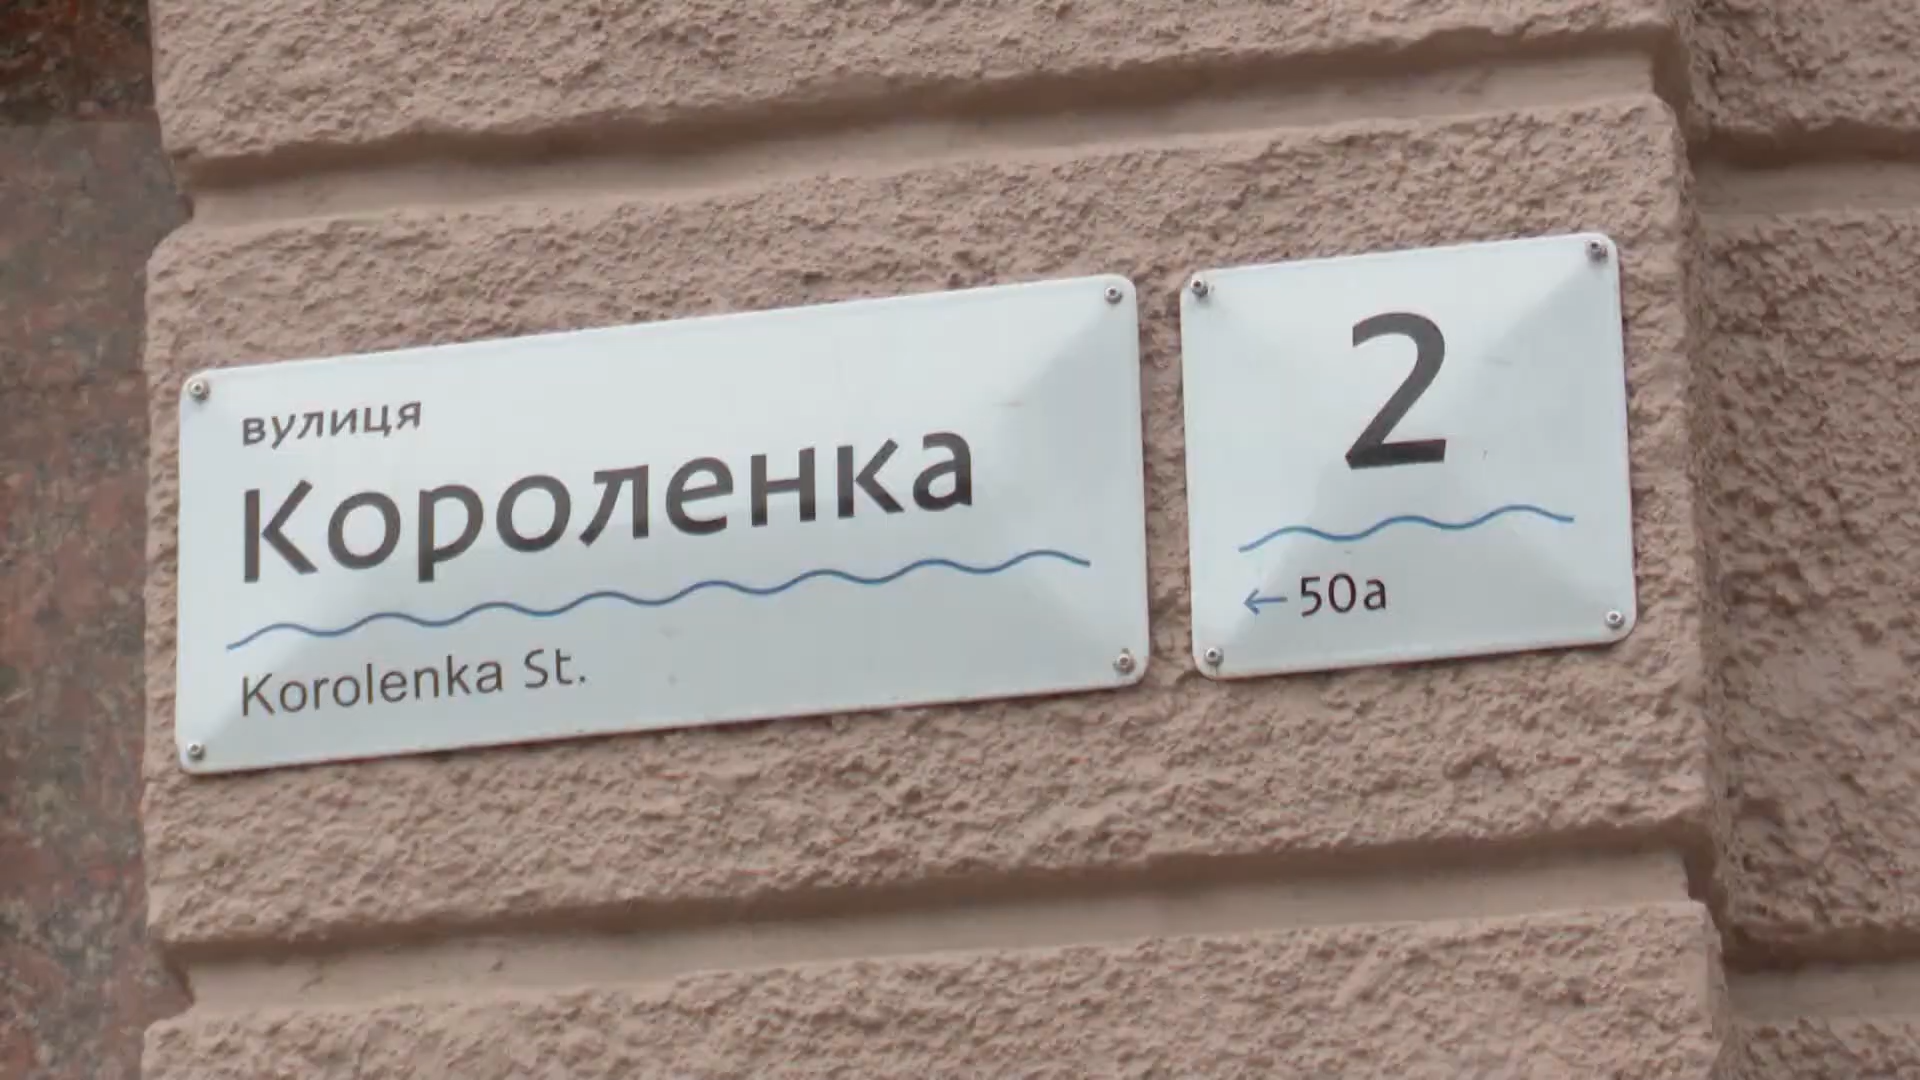 вулиця
Короленка
Korolenka St.
2
←50а